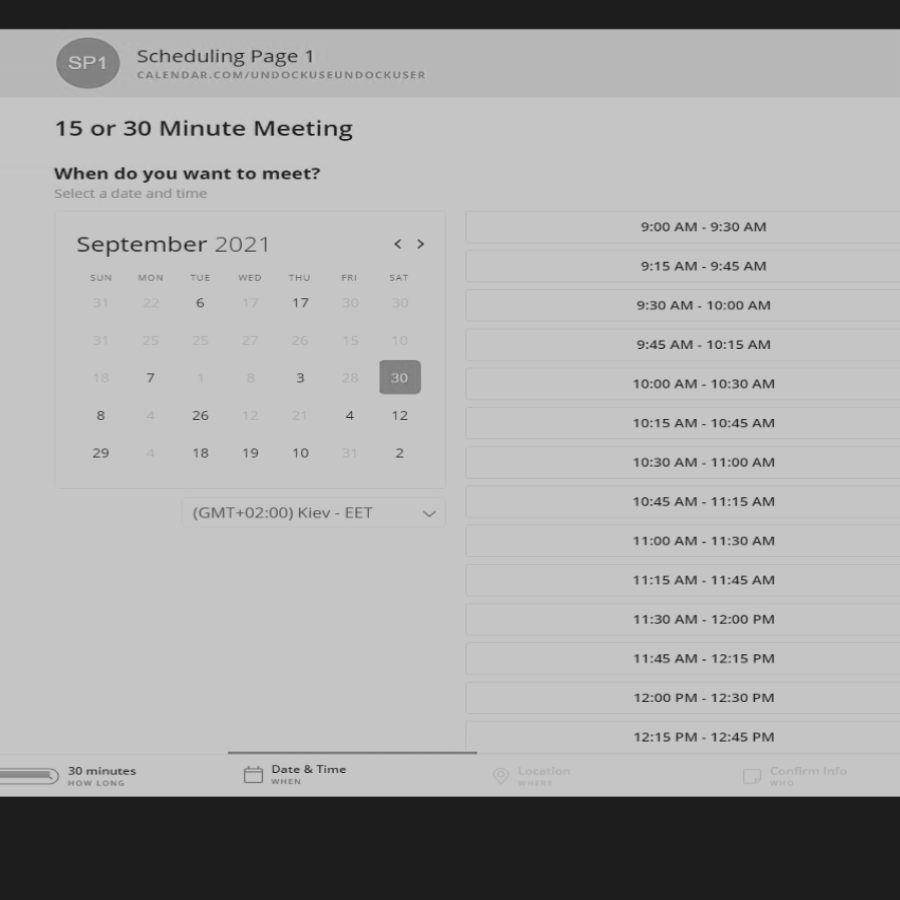 SP1
Scheduling Page 1
CALENDAR.COM/UNDOCKUSEUNDOCKUSER
15 or 30 Minute Meeting
When do you want to meet?
Select a date and time
September 2021
< >
SUN MON TUE WED THU FRI SAT
31 22 6 17 17 30 30
31 25 25 27 26 15 10
18 7 1 8 3 28 30
8 4 26 12 21 4 12
29 4 18 19 10 31 2
(GMT+02:00) Kiev - EET
9:00 AM - 9:30 AM
9:15 AM - 9:45 AM
9:30 AM - 10:00 AM
9:45 AM - 10:15 AM
10:00 AM - 10:30 AM
10:15 AM - 10:45 AM
10:30 AM - 11:00 AM
10:45 AM - 11:15 AM
11:00 AM - 11:30 AM
11:15 AM - 11:45 AM
11:30 AM - 12:00 PM
11:45 AM - 12:15 PM
12:00 PM - 12:30 PM
12:15 PM - 12:45 PM
30 minutes
HOW LONG
Date & Time
WHEN
Location
WHERE
Confirm Info
WHO